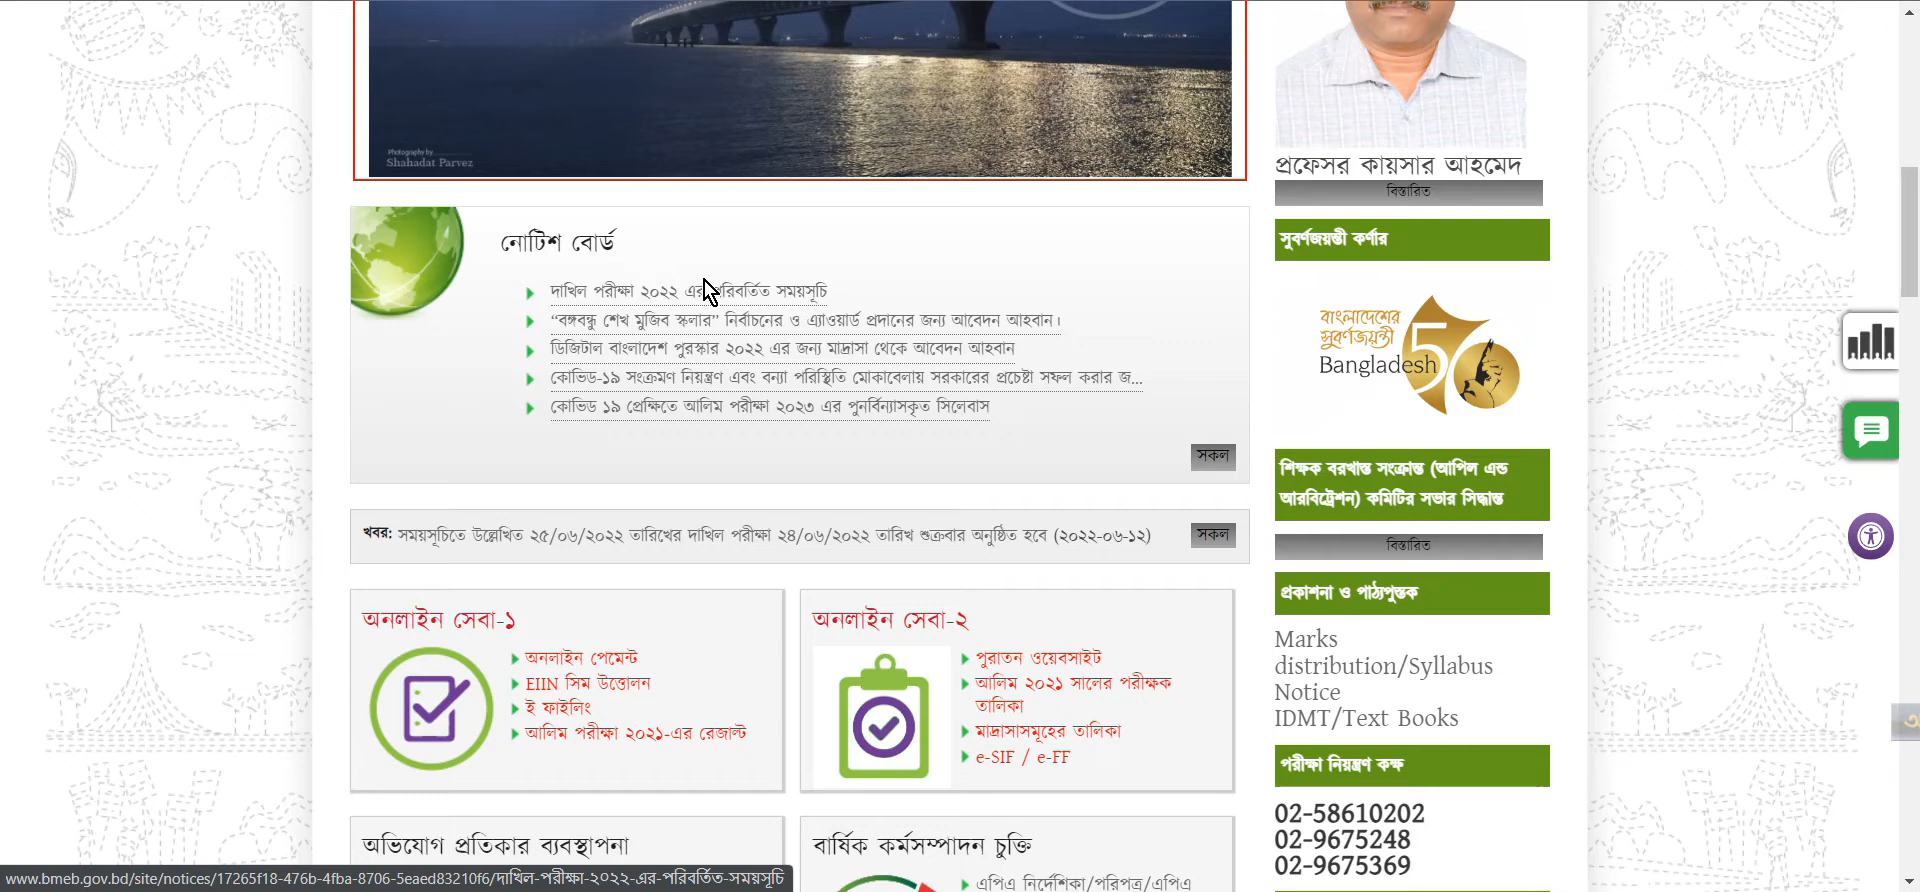 Photography by
Shahadat Parvez
প্রফেসর কায়সার আহমেদ
বিস্তারিত
নোটিশ বোর্ড
দাখিল পরীক্ষা ২০২২ এর পরিবর্তিত সময়সূচি
“বঙ্গবন্ধু শেখ মুজিব স্কলার” নির্বাচনের ও এ্যাওয়ার্ড প্রদানের জন্য আবেদন আহবান।
ডিজিটাল বাংলাদেশ পুরস্কার ২০২২ এর জন্য মাদ্রাসা থেকে আবেদন আহবান
কোভিড-১৯ সংক্রমণ নিয়ন্ত্রণ এবং বন্যা পরিস্থিতি মোকাবেলায় সরকারের প্রচেষ্টা সফল করার জ...
কোভিড ১৯ প্রেক্ষিতে আলিম পরীক্ষা ২০২৩ এর পুনর্বিন্যাসকৃত সিলেবাস
সকল
খবর: সময়সূচিতে উল্লেখিত ২৫/০৬/২০২২ তারিখের দাখিল পরীক্ষা ২৪/০৬/২০২২ তারিখ শুক্রবার অনুষ্ঠিত হবে (২০২২-০৬-১২)
সকল
অনলাইন সেবা-১
অনলাইন পেমেন্ট
EIIN সিম উত্তোলন
ই ফাইলিং
আলিম পরীক্ষা ২০২১-এর রেজাল্ট
অনলাইন সেবা-২
পুরাতন ওয়েবসাইট
আলিম ২০২১ সালের পরীক্ষক
তালিকা
মাদ্রাসাসমূহের তালিকা
e-SIF / e-FF
অভিযোগ প্রতিকার ব্যবস্থাপনা
বার্ষিক কর্মসম্পাদন চুক্তি
এপিএ নির্দেশিকা/পরিপত্র/এপিএ
সুবর্ণজয়ন্তী কর্ণার
বাংলাদেশের
সুবর্ণজয়ন্তী
Bangladesh 50
শিক্ষক বরখাস্ত সংক্রান্ত (আপিল এন্ড
আরবিট্রেশন) কমিটির সভার সিদ্ধান্ত
বিস্তারিত
প্রকাশনা ও পাঠ্যপুস্তক
Marks
distribution/Syllabus
Notice
IDMT/Text Books
পরীক্ষা নিয়ন্ত্রণ কক্ষ
02-58610202
02-9675248
02-9675369
www.bmeb.gov.bd/site/notices/17265f18-476b-4fba-8706-5eaed83210f6/দাখিল-পরীক্ষা-২০২২-এর-পরিবর্তিত-সময়সূচি